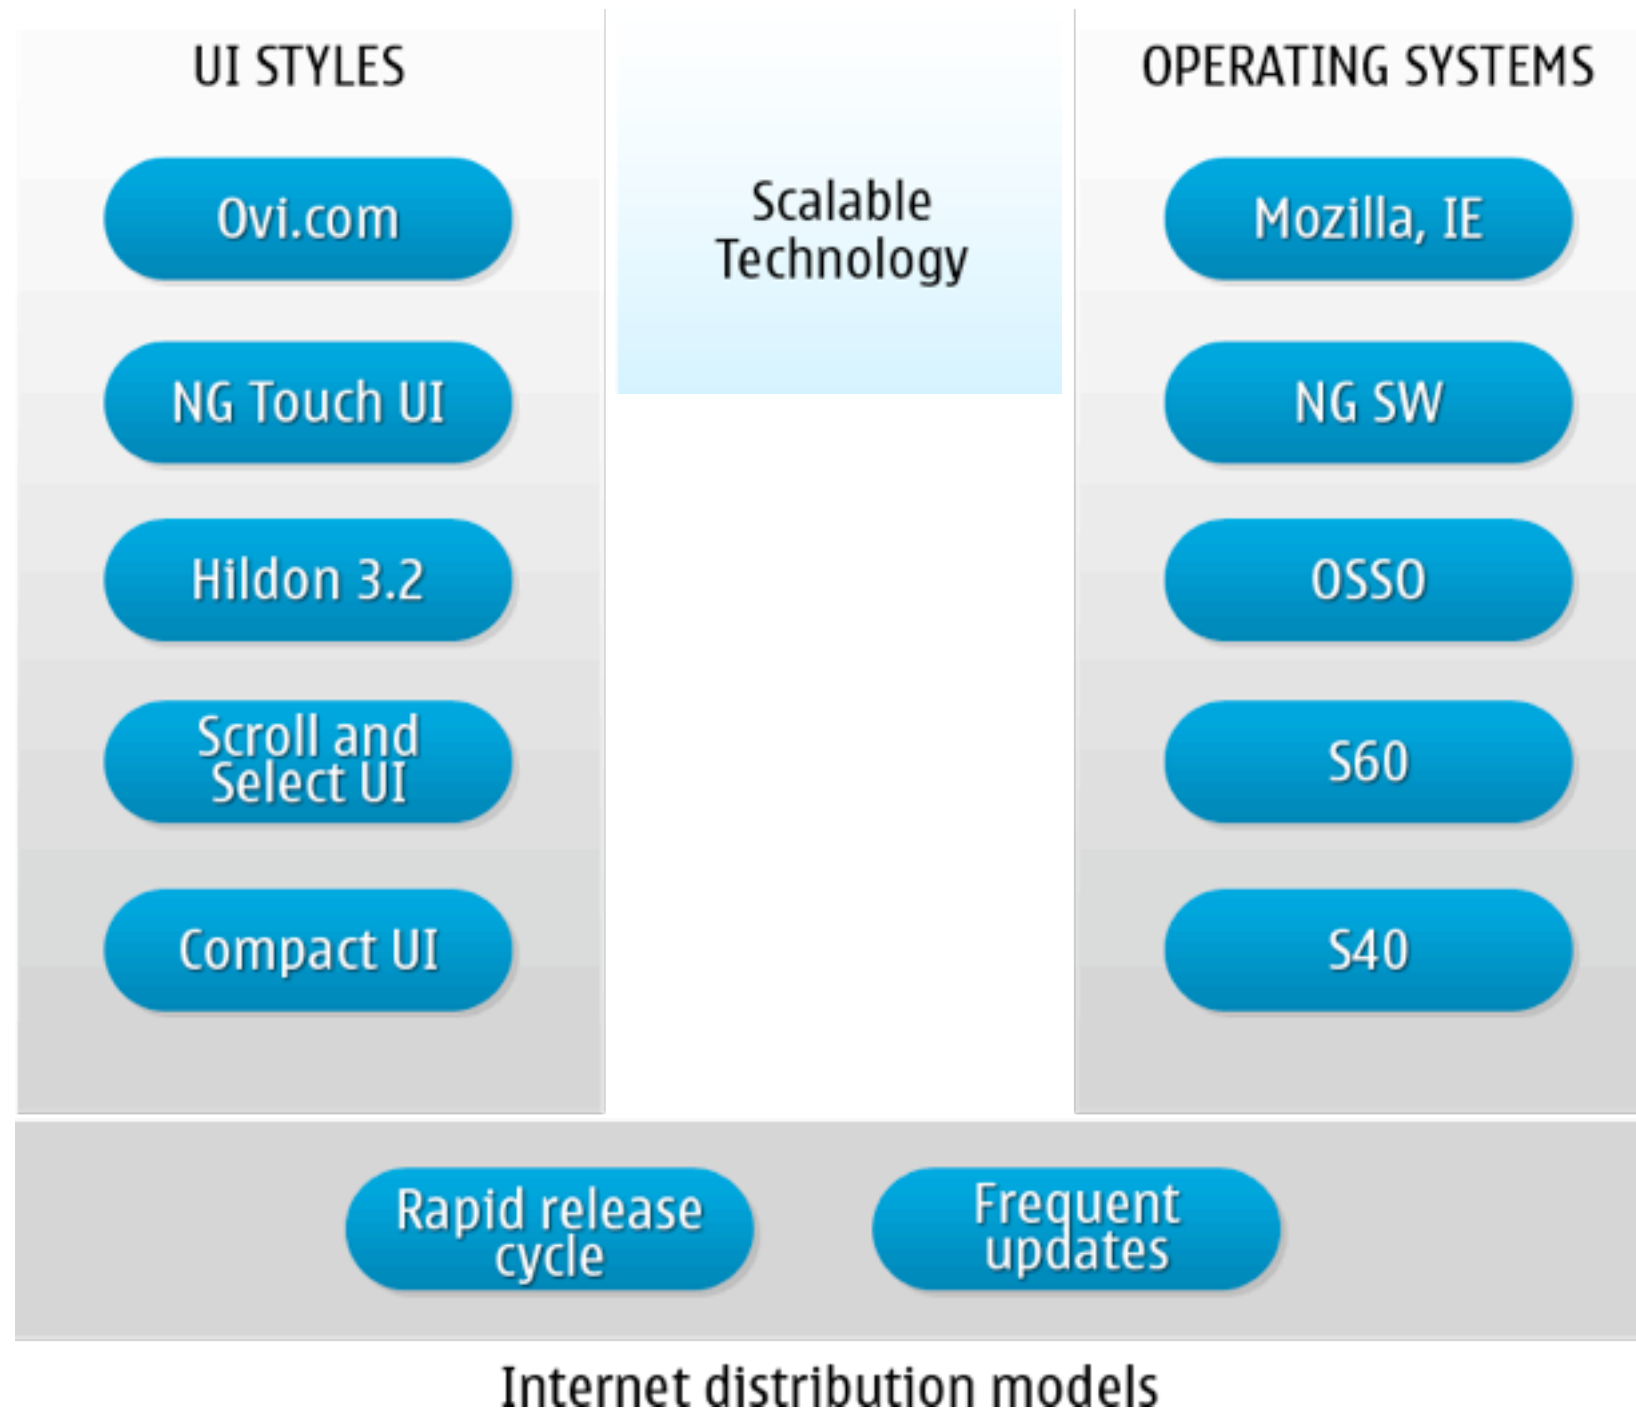 UI STYLES
Ovi.com
NG Touch UI
Hildon 3.2
Scroll and
Select UI
Compact UI
Scalable
Technology
OPERATING SYSTEMS
Mozilla, IE
NG SW
OSSO
S60
S40
Rapid release
cycle
Frequent
updates
Internet distribution models